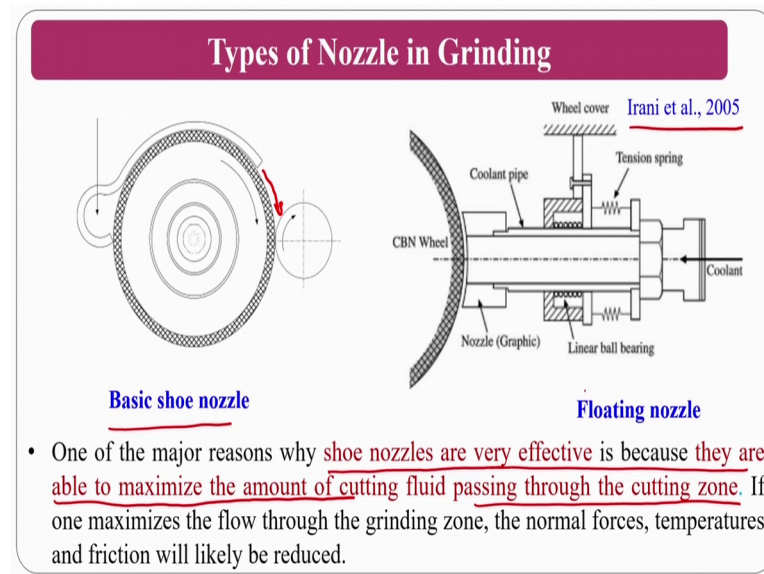 Types of Nozzle in Grinding
Wheel cover
Irani et al., 2005
Tension spring
Coolant pipe
CBN Wheel
Coolant
Nozzle (Graphic)
Linear ball bearing
Basic shoe nozzle
Floating nozzle
• One of the major reasons why shoe nozzles are very effective is because they are
able to maximize the amount of cutting fluid passing through the cutting zone. If
one maximizes the flow through the grinding zone, the normal forces, temperatures
and friction will likely be reduced.